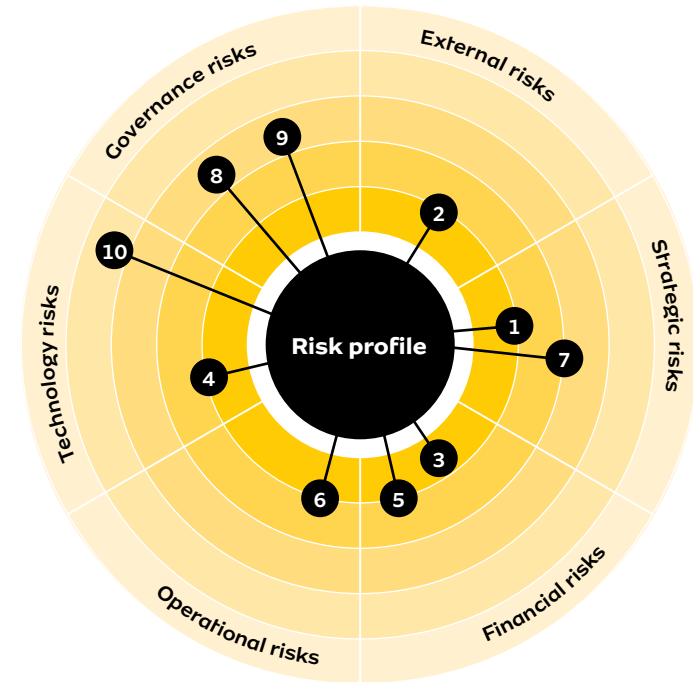 External risks
Governance risks
9
8
2
10
Strategic risks
1
Risk profile
7
Technology risks
4
3
6
5
Financial risks
Operational risks